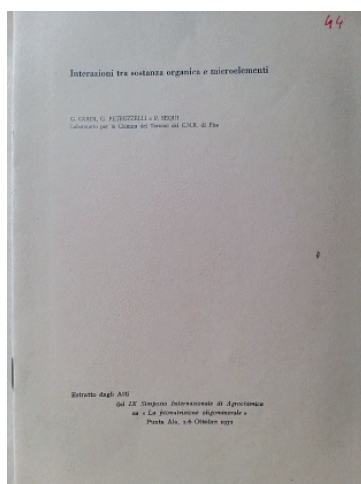 44
Interazioni tra sostanza organica e microelementi
G. GUIDI, G. PETRUZZELLI e P. SEQUI
Laboratorio per la Chimica del Terreno del C.N.R. di Pisa
Estratto dagli Atti
del IX Simposio Internazionale di Agrochimica
su « La fitonutrizione oligominerale »
Punta Ala, 2-6 Ottobre 1972